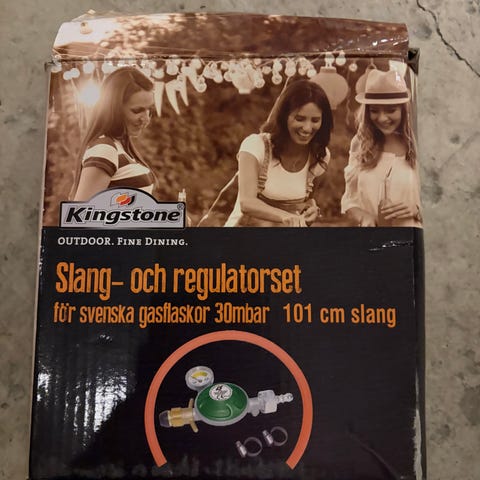 Kingstone
OUTDOOR. FINE DINING.
Slang- och regulatorset
för svenska gasflaskor 30mbar 101 cm slang